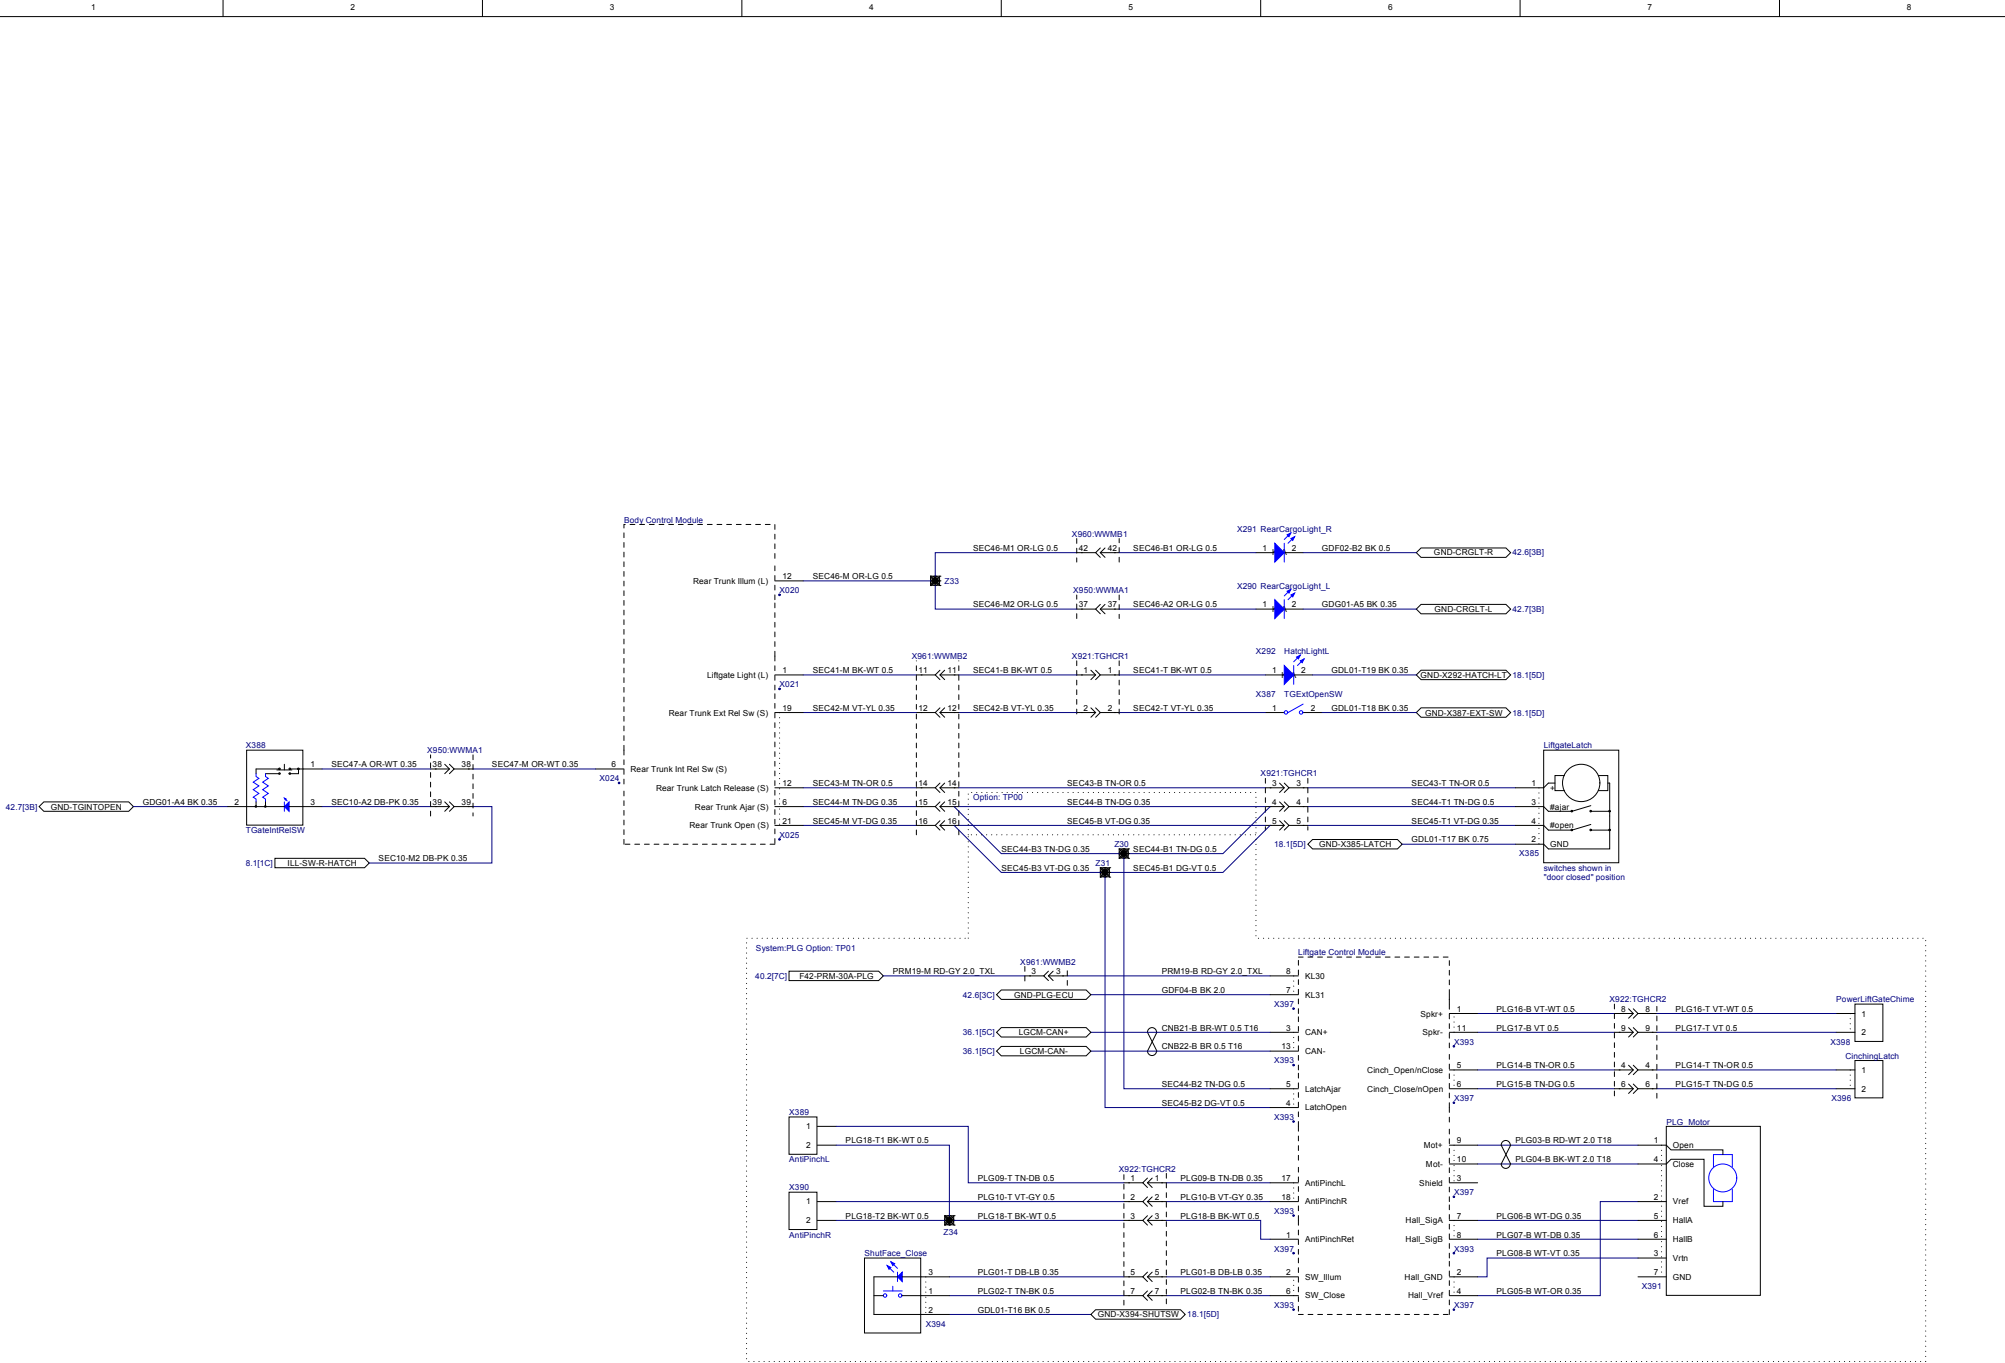 1 2 3 4 5 6 7 8
Body Control Module
X291 RearCargoLight_R
X960:WWMB1
SEC46-M1 OR-LG 0.5 42 42 SEC46-B1 OR-LG 0.5 1 2 GDF02-B2 BK 0.5 GND-CRGLT-R 42.6[3B]
Rear Trunk Illum (L) 12 SEC46-M OR-LG 0.5 Z33
X020
X290 RearCargoLight_L
X950:WWMA1
SEC46-M2 OR-LG 0.5 37 37 SEC46-A2 OR-LG 0.5 1 2 GDG01-A5 BK 0.35 GND-CRGLT-L 42.7[3B]
X961:WWMB2 X921:TGHCR1 X292 HatchLightL
Liftgate Light (L) 1 SEC41-M BK-WT 0.5 11 11 SEC41-B BK-WT 0.5 1 1 SEC41-T BK-WT 0.5 1 2 GDL01-T19 BK 0.35 GND-X292-HATCH-LT 18.1[5D]
X021
X387 TGExtOpenSW
Rear Trunk Ext Rel Sw (S) 19 SEC42-M VT-YL 0.35 12 12 SEC42-B VT-YL 0.35 2 2 SEC42-T VT-YL 0.35 1 2 GDL01-T18 BK 0.35 GND-X387-EXT-SW 18.1[5D]
X388 X950:WWMA1 LiftgateLatch
1 SEC47-A OR-WT 0.35 38 38 SEC47-M OR-WT 0.35 6 Rear Trunk Int Rel Sw (S)
X024
X921:TGHCR1
Rear Trunk Latch Release (S) 12 SEC43-M TN-OR 0.5 14 14 SEC43-B TN-OR 0.5 3 3 SEC43-T TN-OR 0.5 1 +
Option: TP00
42.7[3B] GND-TGINTOPEN GDG01-A4 BK 0.35 2 3 SEC10-A2 DB-PK 0.35 39 39
Rear Trunk Ajar (S) 6 SEC44-M TN-DG 0.35 15 15 SEC44-B TN-DG 0.35 4 4 SEC44-T1 TN-DG 0.5 3 #ajar
TGateIntRelSW
Rear Trunk Open (S) 21 SEC45-M VT-DG 0.35 16 16 SEC45-B VT-DG 0.35 5 5 SEC45-T1 VT-DG 0.5 4 #open
X025
18.1[5D] GND-X385-LATCH GDL01-T17 BK 0.75 2 GND
X385
Z30
SEC44-B3 TN-DG 0.35 SEC44-B1 TN-DG 0.5
8.1[1C] ILL-SW-R-HATCH SEC10-M2 DB-PK 0.35
Z31
SEC45-B3 VT-DG 0.35 SEC45-B1 DG-VT 0.5
switches shown in
"door closed" position
System:PLG Option: TP01
Liftgate Control Module
X961:WWMB2
40.2[7C] F42-PRM-30A-PLG PRM19-M RD-GY 2.0 TXL 3 3 PRM19-B RD-GY 2.0 TXL 8 KL30
42.6[3C] GND-PLG-ECU GDF04-B BK 2.0 7 KL31
X397
X922:TGHCR2 PowerLiftGateChime
Spkr+ 1 PLG16-B VT-WT 0.5 8 8 PLG16-T VT-WT 0.5 1
36.1[5C] LGCM-CAN+ CNB21-B BR-WT 0.5 T16 3 CAN+
Spkr- 11 PLG17-B VT 0.5 9 9 PLG17-T VT 0.5 2
X393 X398
36.1[5C] LGCM-CAN- CNB22-B BR 0.5 T16 13 CAN-
X393
CinchingLatch
Cinch_Open/nClose 5 PLG14-B TN-OR 0.5 4 4 PLG14-T TN-OR 0.5 1
SEC44-B2 TN-DG 0.5 5 LatchAjar
Cinch_Close/nOpen 6 PLG15-B TN-DG 0.5 6 6 PLG15-T TN-DG 0.5 2
X397 X396
SEC45-B2 DG-VT 0.5 4 LatchOpen
X393
X389
1
2 PLG18-T1 BK-WT 0.5
AntiPinchL
PLG_Motor
Mot+ 9 PLG03-B RD-WT 2.0 T18 1 Open
Mot- 10 PLG04-B BK-WT 2.0 T18 4 Close
X922:TGHCR2
PLG09-T TN-DB 0.5 1 1 PLG09-B TN-DB 0.35 17 AntiPinchL
Shield 3
X397
X390
1 PLG10-T VT-GY 0.5 2 2 PLG10-B VT-GY 0.35 18 AntiPinchR
X393
2 Vref
2 PLG18-T2 BK-WT 0.5 PLG18-T BK-WT 0.5 3 3 PLG18-B BK-WT 0.5
Z34
AntiPinchR
Hall_SigA 7 PLG06-B WT-DG 0.35 5 HallA
1 AntiPinchRet
X397
Hall_SigB 8 PLG07-B WT-DB 0.35 6 HallB
X393
PLG08-B WT-VT 0.35 3 Vrtn
ShutFace_Close
3 PLG01-T DB-LB 0.35 5 5 PLG01-B DB-LB 0.35 2 SW_Illum
Hall_GND 2
7 GND
X391
1 PLG02-T TN-BK 0.5 7 7 PLG02-B TN-BK 0.35 6 SW_Close
X393
Hall_Vref 4 PLG05-B WT-OR 0.35
X397
2 GDL01-T16 BK 0.5 GND-X394-SHUTSW 18.1[5D]
X394